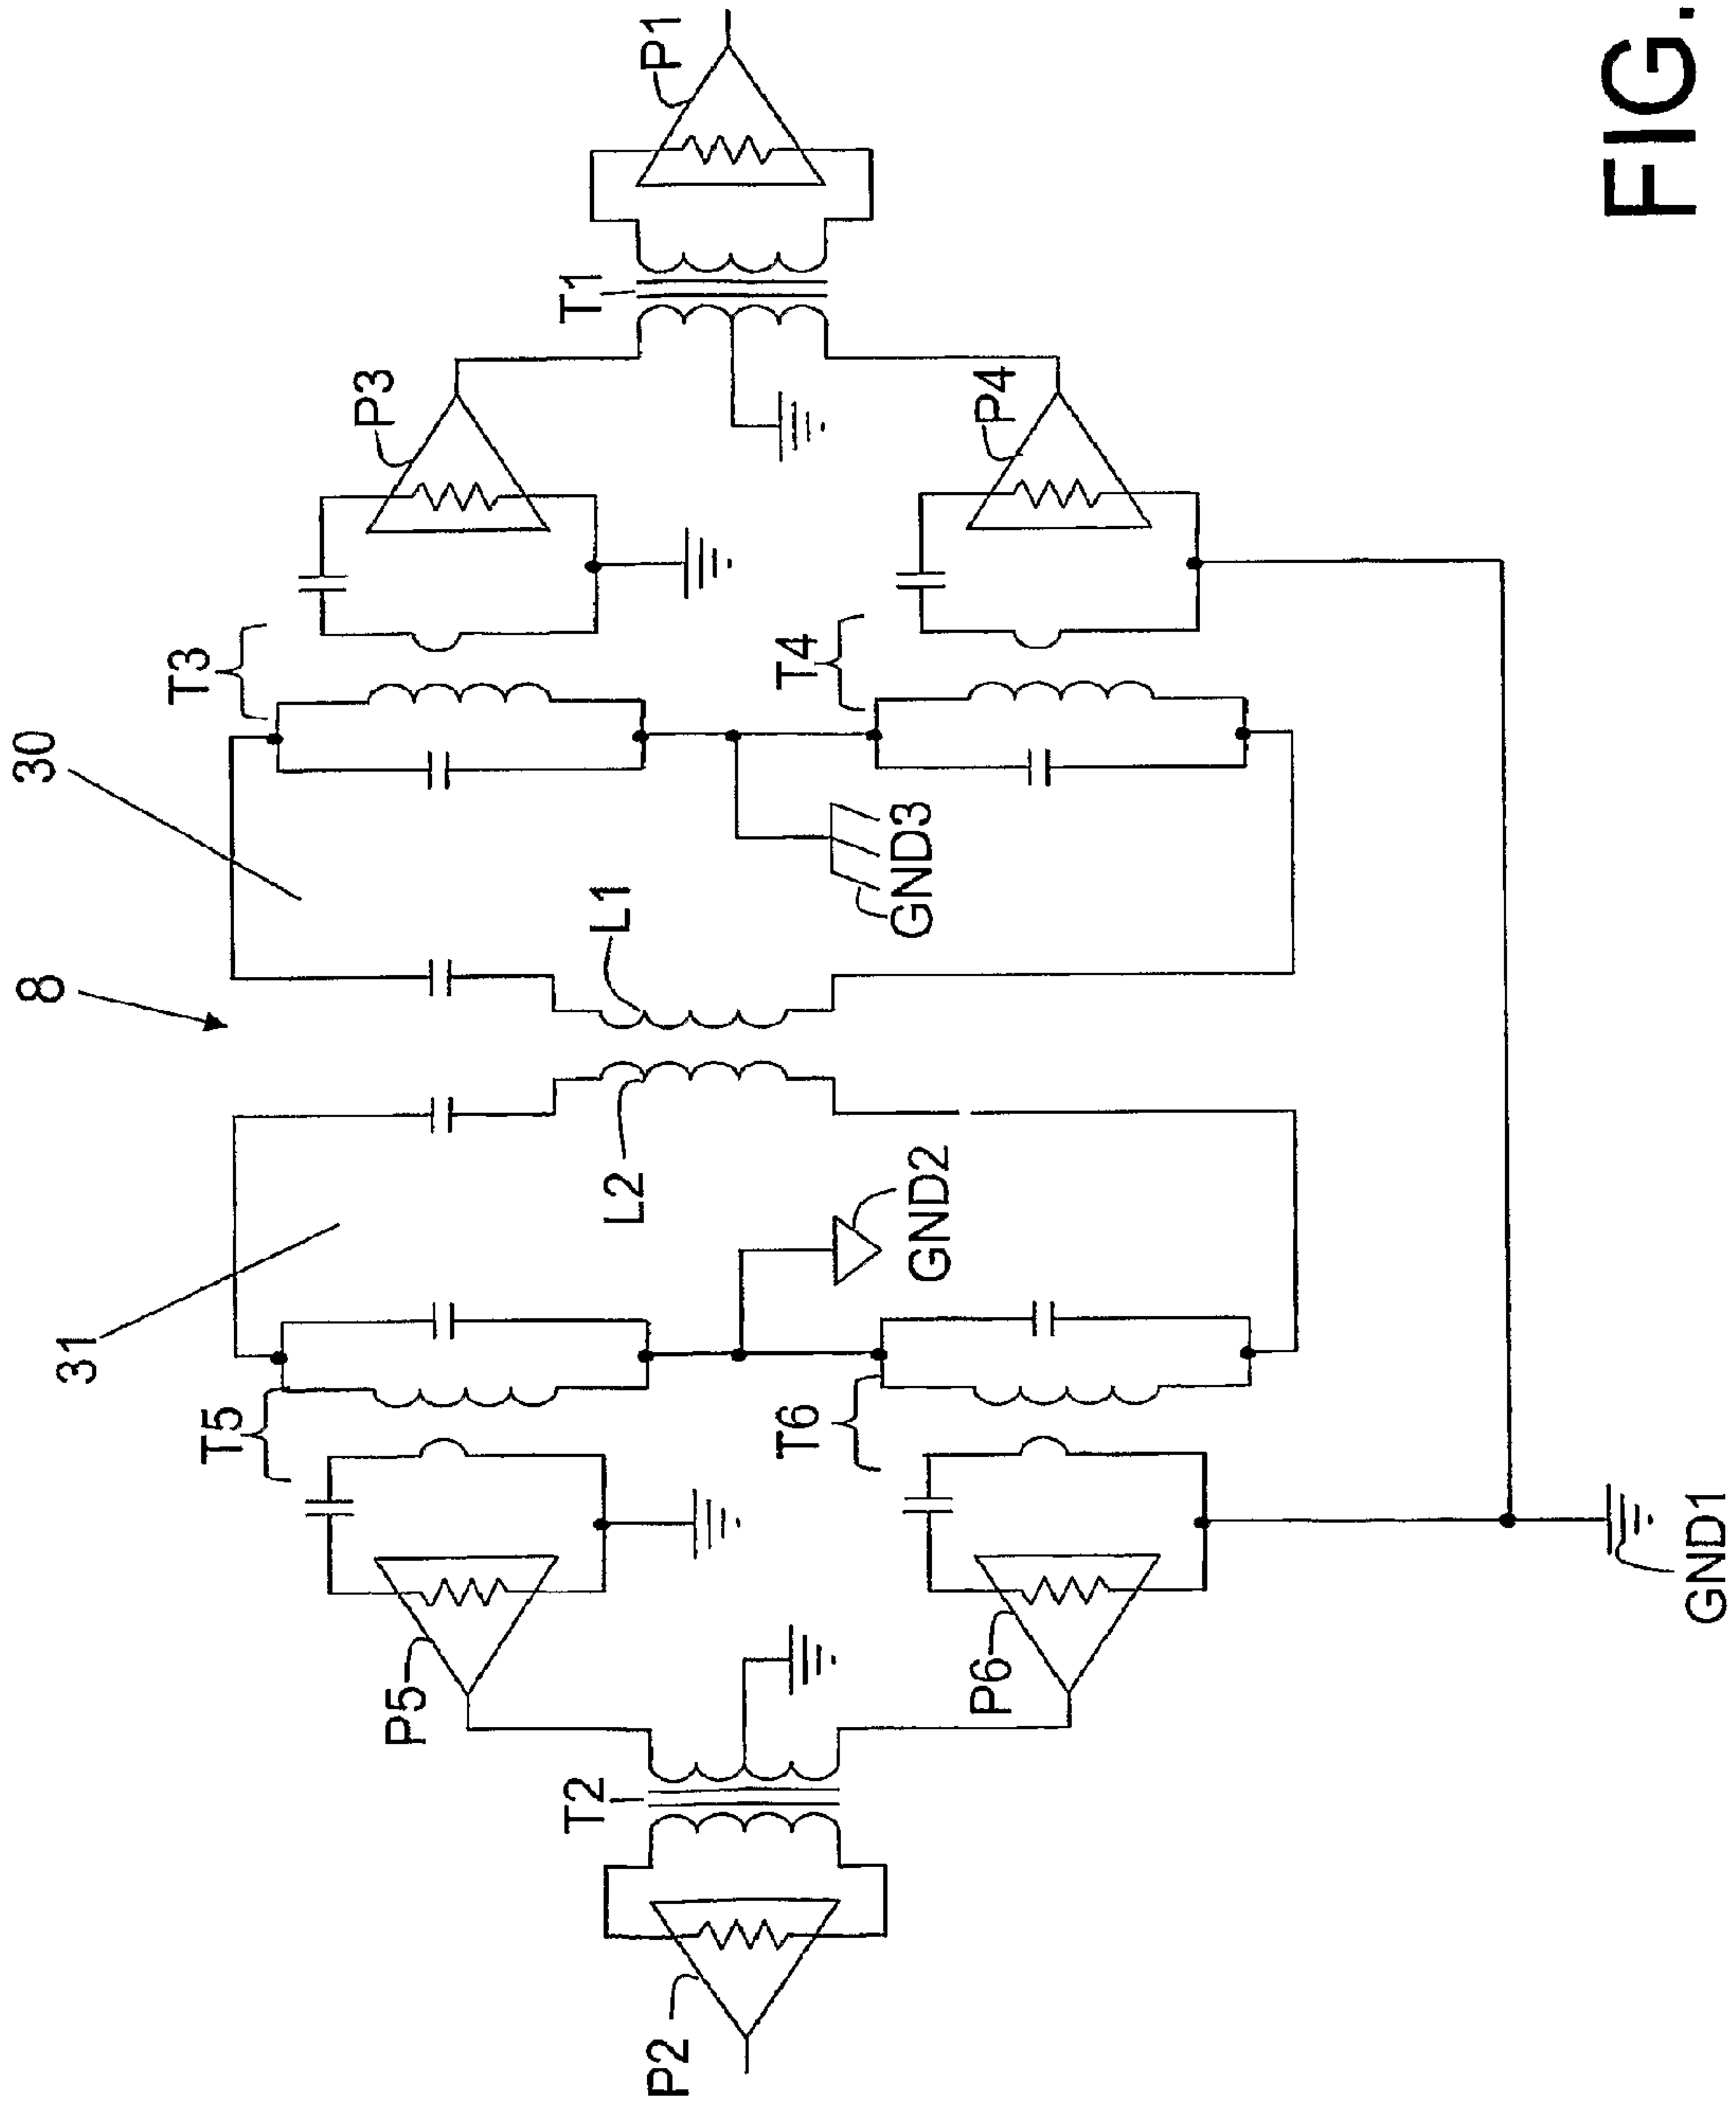 8
31
30
T5
T3
L2
L1
T6
T4
GND2
GND3
P5
P3
P6
P4
T2
T1
P2
P1
GND1
FIG.